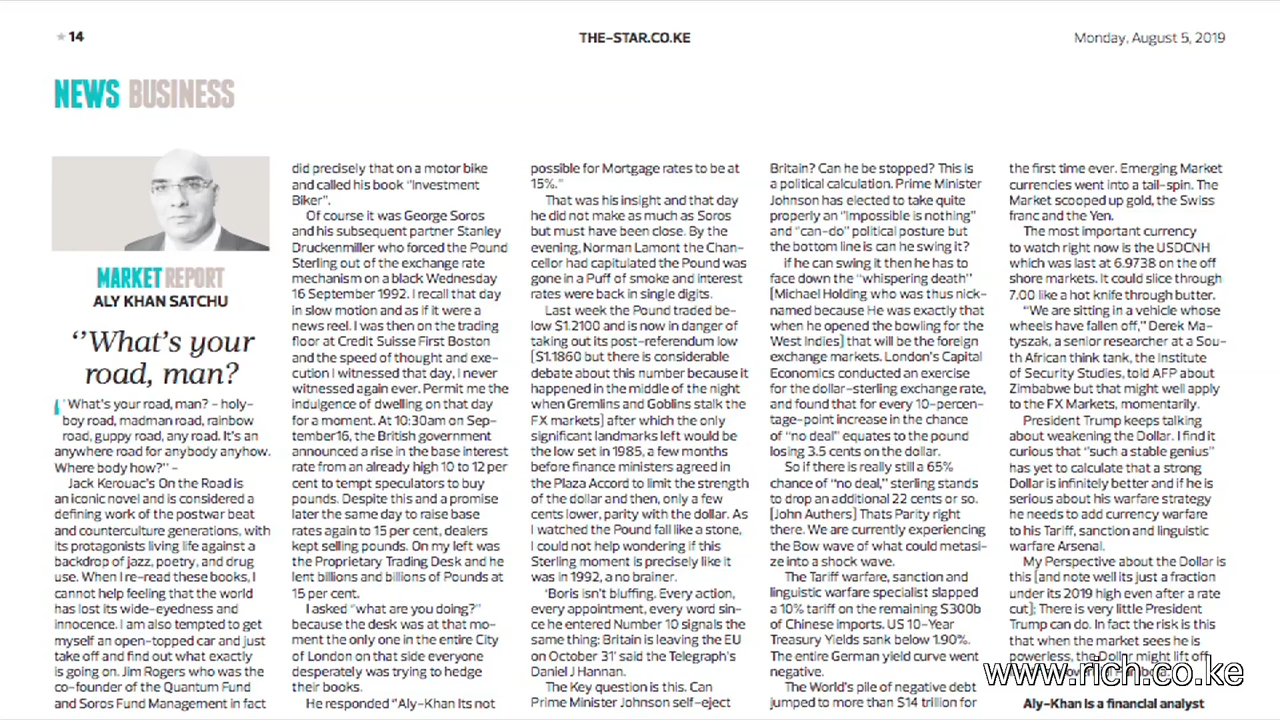 ★ 14
THE-STAR.CO.KE
Monday, August 5, 2019
NEWS BUSINESS
MARKET REPORT
ALY KHAN SATCHU
‘’What’s your
road, man?
‘‘What’s your road, man? – holy-
boy road, madman road, rainbow
road, guppy road, any road. It’s an
anywhere road for anybody anyhow.
Where body how?” –
Jack Kerouac’s On the Road is
an iconic novel and is considered a
defining work of the postwar beat
and counterculture generations, with
its protagonists living life against a
backdrop of jazz, poetry, and drug
use. When I re-read these books, I
cannot help feeling that the world
has lost its wide-eyedness and
innocence. I am also tempted to get
myself an open-topped car and just
take off and find out what exactly
is going on. Jim Rogers who was the
co-founder of the Quantum Fund
and Soros Fund Management in fact
did precisely that on a motor bike
and called his book “Investment
Biker”.
Of course it was George Soros
and his subsequent partner Stanley
Druckenmiller who forced the Pound
Sterling out of the exchange rate
mechanism on a black Wednesday
16 September 1992. I recall that day
in slow motion and as if it were a
news reel. I was then on the trading
floor at Credit Suisse First Boston
and the speed of thought and exe-
cution I witnessed that day, I never
witnessed again ever. Permit me the
indulgence of dwelling on that day
for a moment. At 10:30am on Sep-
tember16, the British government
announced a rise in the base interest
rate from an already high 10 to 12 per
cent to tempt speculators to buy
pounds. Despite this and a promise
later the same day to raise base
rates again to 15 per cent, dealers
kept selling pounds. On my left was
the Proprietary Trading Desk and he
lent billions and billions of Pounds at
15 per cent.
I asked “what are you doing?”
because the desk was at that mo-
ment the only one in the entire City
of London on that side everyone
desperately was trying to hedge
their books.
He responded “Aly-Khan Its not
possible for Mortgage rates to be at
15%.”
That was his insight and that day
he did not make as much as Soros
but must have been close. By the
evening, Norman Lamont the Chan-
cellor had capitulated the Pound was
gone in a Puff of smoke and interest
rates were back in single digits.
Last week the Pound traded be-
low $1.2100 and is now in danger of
taking out its post-referendum low
[$1.1860 but there is considerable
debate about this number because it
happened in the middle of the night
when Gremlins and Goblins stalk the
FX markets] after which the only
significant landmarks left would be
the low set in 1985, a few months
before finance ministers agreed in
the Plaza Accord to limit the strength
of the dollar and then, only a few
cents lower, parity with the dollar. As
I watched the Pound fall like a stone,
I could not help wondering if this
Sterling moment is precisely like it
was in 1992, a no brainer.
‘Boris isn’t bluffing. Every action,
every appointment, every word sin-
ce he entered Number 10 signals the
same thing: Britain is leaving the EU
on October 31’ said the Telegraph’s
Daniel J Hannan.
The Key question is this. Can
Prime Minister Johnson self-eject
Britain? Can he be stopped? This is
a political calculation. Prime Minister
Johnson has elected to take quite
properly an “impossible is nothing”
and “can-do” political posture but
the bottom line is can he swing it?
if he can swing it then he has to
face down the “whispering death”
[Michael Holding who was thus nick-
named because He was exactly that
when he opened the bowling for the
West Indies] that will be the foreign
exchange markets. London’s Capital
Economics conducted an exercise
for the dollar-sterling exchange rate,
and found that for every 10-percen-
tage-point increase in the chance
of “no deal” equates to the pound
losing 3.5 cents on the dollar.
So if there is really still a 65%
chance of “no deal,” sterling stands
to drop an additional 22 cents or so.
[John Authers] Thats Parity right
there. We are currently experiencing
the Bow wave of what could metasi-
ze into a shock wave.
The Tariff warfare, sanction and
linguistic warfare specialist slapped
a 10% tariff on the remaining $300b
of Chinese imports. US 10-Year
Treasury Yields sank below 1.90%.
The entire German yield curve went
negative.
The World’s pile of negative debt
jumped to more than $14 trillion for
the first time ever. Emerging Market
currencies went into a tail-spin. The
Market scooped up gold, the Swiss
franc and the Yen.
The most important currency
to watch right now is the USDCNH
which was last at 6.9738 on the off
shore markets. It could slice through
7.00 like a hot knife through butter.
“We are sitting in a vehicle whose
wheels have fallen off,” Derek Ma-
tyszak, a senior researcher at a Sou-
th African think tank, the Institute
of Security Studies, told AFP about
Zimbabwe but that might well apply
to the FX Markets, momentarily.
President Trump keeps talking
about weakening the Dollar. I find it
curious that “such a stable genius”
has yet to calculate that a strong
Dollar is infinitely better and if he is
serious about his warfare strategy
he needs to add currency warfare
to his Tariff, sanction and linguistic
warfare Arsenal.
My Perspective about the Dollar is
this [and note well its just a fraction
under its 2019 high even after a rate
cut]: There is very little President
Trump can do. In fact the risk is this
that when the market sees he is
powerless, the Dollar might lift off
Aly-Khan is a financial analyst
www.rich.co.ke